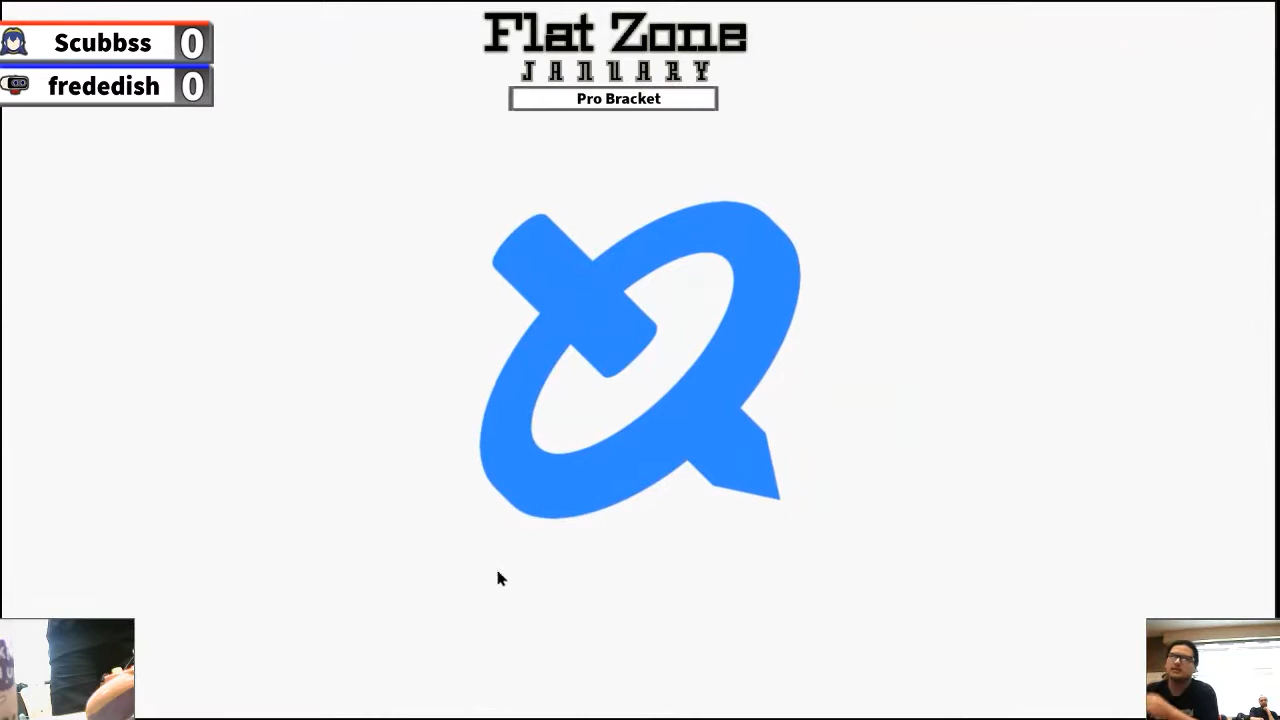 Flat Zone
JANUARY
Pro Bracket
Scubbss 0
frededish 0